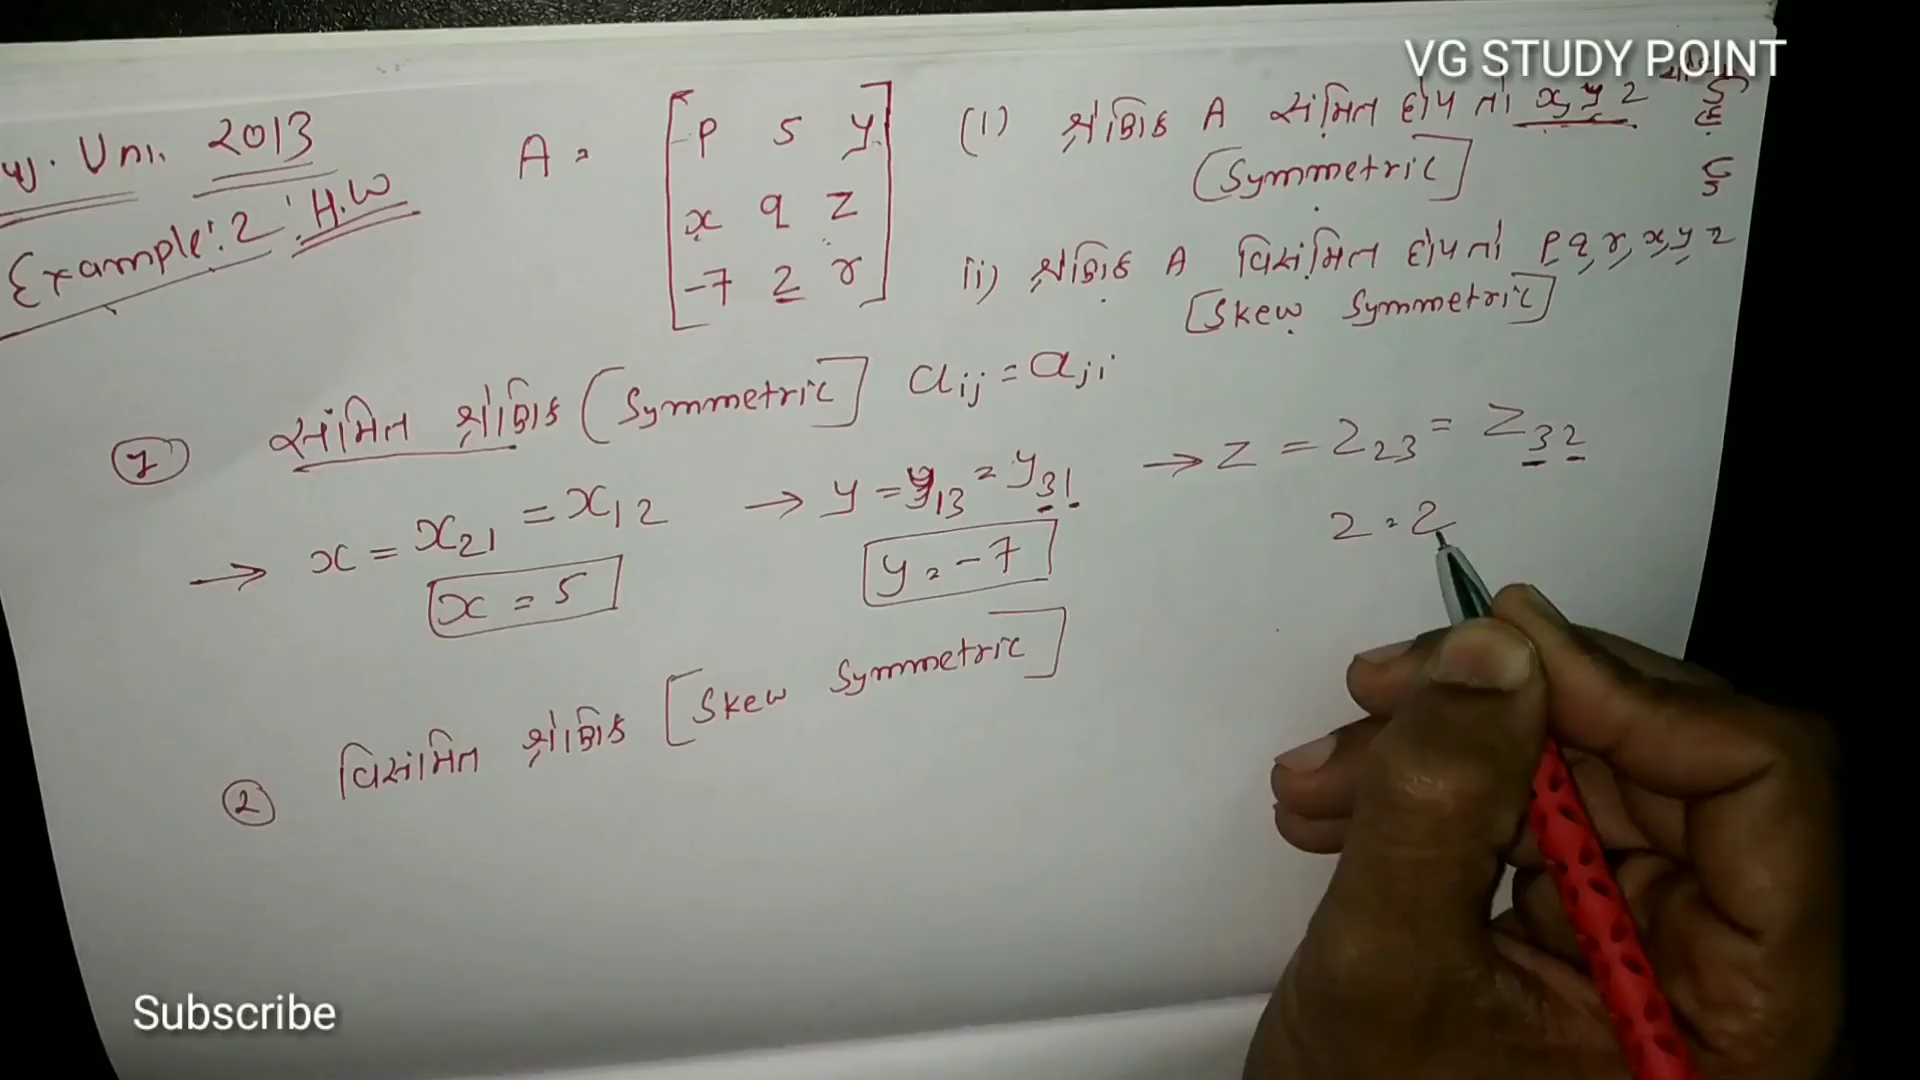 VG STUDY POINT
Uni. 2013
Example: 2 : H.W
A = [ p 5 y
x q z
-7 2 r ]
(i) શ્રેણિક A સંમિત હોય તો x, y z
[Symmetric]
ii) શ્રેણિક A વિસંમિત હોય તો p, q, r, x, y z
[Skew Symmetric]
1 સંમિત શ્રેણિક [Symmetric] aij = aji
→ x = x21 = x12 → y = y13 = y31 → z = z23 = z32
x = 5 y = -7 z = 2
2 વિસંમિત શ્રેણિક [Skew Symmetric]
Subscribe